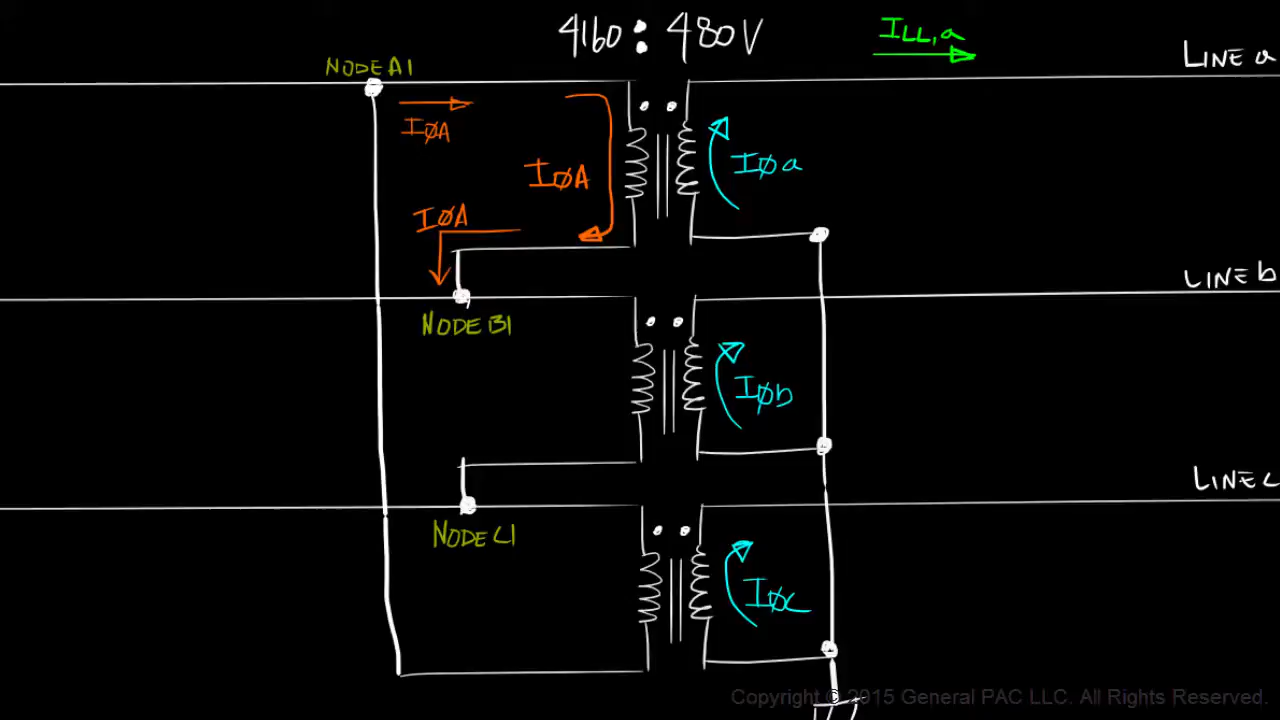 4160 : 480V
ILL,a
LINE a
NODE A1
IØA
IØA
IØa
IØA
LINE b
NODE B1
IØb
LINE c
NODE C1
IØc
Copyright © 2015 General PAC LLC. All Rights Reserved.